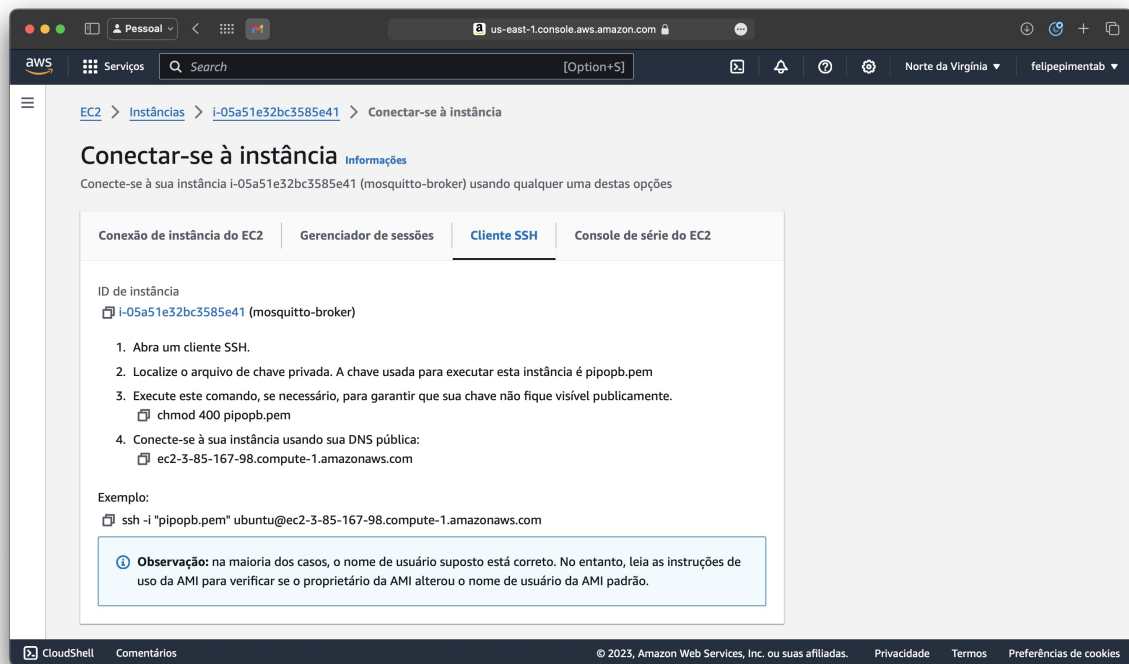 Pessoal
us-east-1.console.aws.amazon.com
aws
Serviços
Search
[Option+S]
Norte da Virgínia
felipepimentab
EC2 > Instâncias > i-05a51e32bc3585e41 > Conectar-se à instância
Conectar-se à instância Informações
Conecte-se à sua instância i-05a51e32bc3585e41 (mosquitto-broker) usando qualquer uma destas opções
Conexão de instância do EC2
Gerenciador de sessões
Cliente SSH
Console de série do EC2
ID de instância
i-05a51e32bc3585e41 (mosquitto-broker)
1. Abra um cliente SSH.
2. Localize o arquivo de chave privada. A chave usada para executar esta instância é pipopb.pem
3. Execute este comando, se necessário, para garantir que sua chave não fique visível publicamente.
chmod 400 pipopb.pem
4. Conecte-se à sua instância usando sua DNS pública:
ec2-3-85-167-98.compute-1.amazonaws.com
Exemplo:
ssh -i "pipopb.pem" ubuntu@ec2-3-85-167-98.compute-1.amazonaws.com
Observação: na maioria dos casos, o nome de usuário suposto está correto. No entanto, leia as instruções de
uso da AMI para verificar se o proprietário da AMI alterou o nome de usuário da AMI padrão.
CloudShell
Comentários
© 2023, Amazon Web Services, Inc. ou suas afiliadas.
Privacidade
Termos
Preferências de cookies